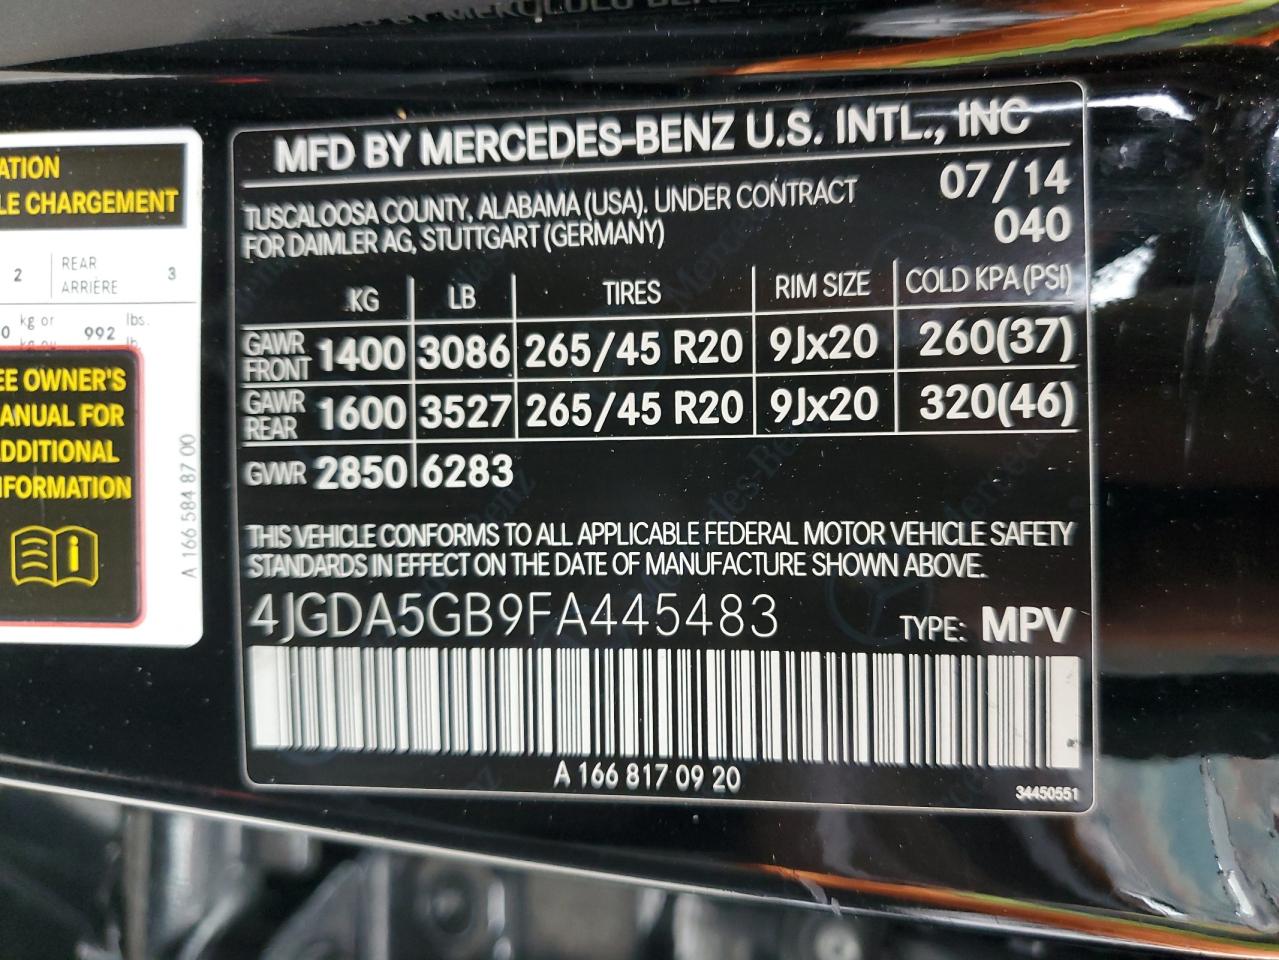 ATION
LE CHARGEMENT
2 REAR ARRIÈRE 3
0 kg or 992 lbs.
EE OWNER'S
ANUAL FOR
DDITIONAL
NFORMATION
A 166 584 87 00
MFD BY MERCEDES-BENZ U.S. INTL., INC
TUSCALOOSA COUNTY, ALABAMA (USA), UNDER CONTRACT 07/14
FOR DAIMLER AG, STUTTGART (GERMANY) 040
KG LB TIRES RIM SIZE COLD KPA (PSI)
GAWR FRONT 1400 3086 265/45 R20 9Jx20 260(37)
GAWR REAR 1600 3527 265/45 R20 9Jx20 320(46)
GVWR 2850 6283
THIS VEHICLE CONFORMS TO ALL APPLICABLE FEDERAL MOTOR VEHICLE SAFETY
STANDARDS IN EFFECT ON THE DATE OF MANUFACTURE SHOWN ABOVE.
4JGDA5GB9FA445483 TYPE: MPV
A 166 817 09 20
34450551